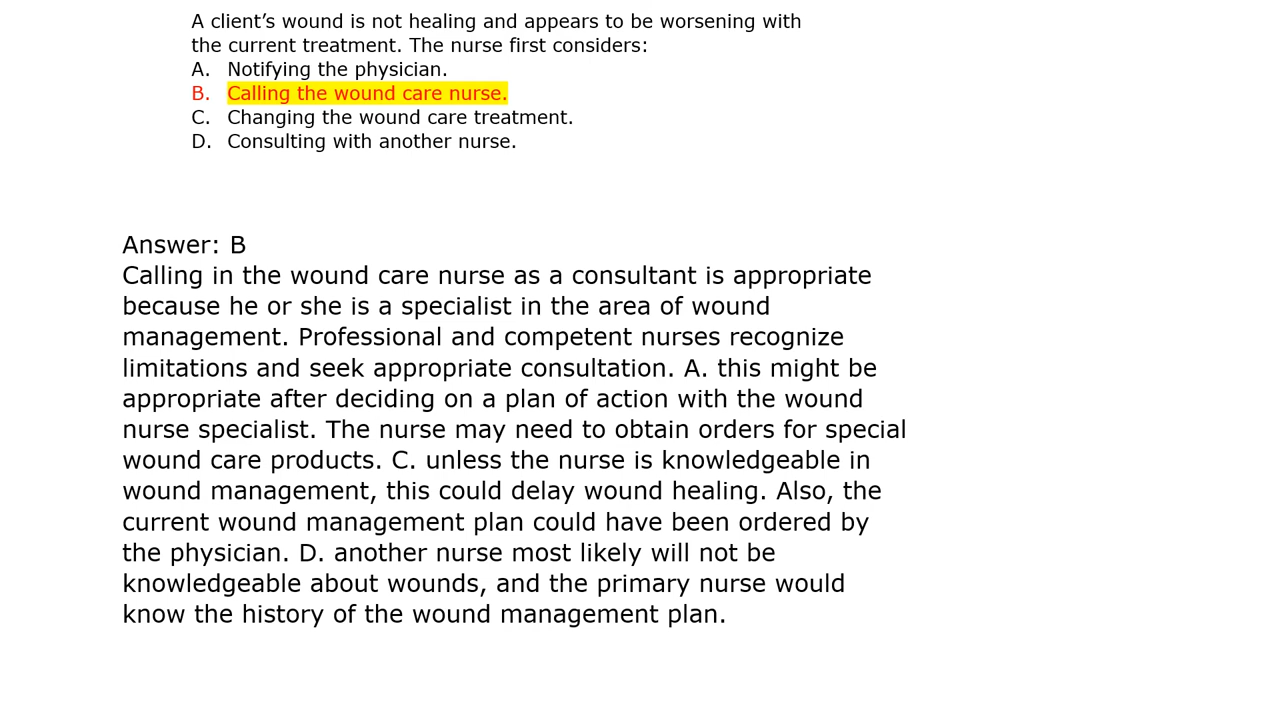 A client’s wound is not healing and appears to be worsening with
the current treatment. The nurse first considers:
A. Notifying the physician.
B. Calling the wound care nurse.
C. Changing the wound care treatment.
D. Consulting with another nurse.
Answer: B
Calling in the wound care nurse as a consultant is appropriate
because he or she is a specialist in the area of wound
management. Professional and competent nurses recognize
limitations and seek appropriate consultation. A. this might be
appropriate after deciding on a plan of action with the wound
nurse specialist. The nurse may need to obtain orders for special
wound care products. C. unless the nurse is knowledgeable in
wound management, this could delay wound healing. Also, the
current wound management plan could have been ordered by
the physician. D. another nurse most likely will not be
knowledgeable about wounds, and the primary nurse would
know the history of the wound management plan.